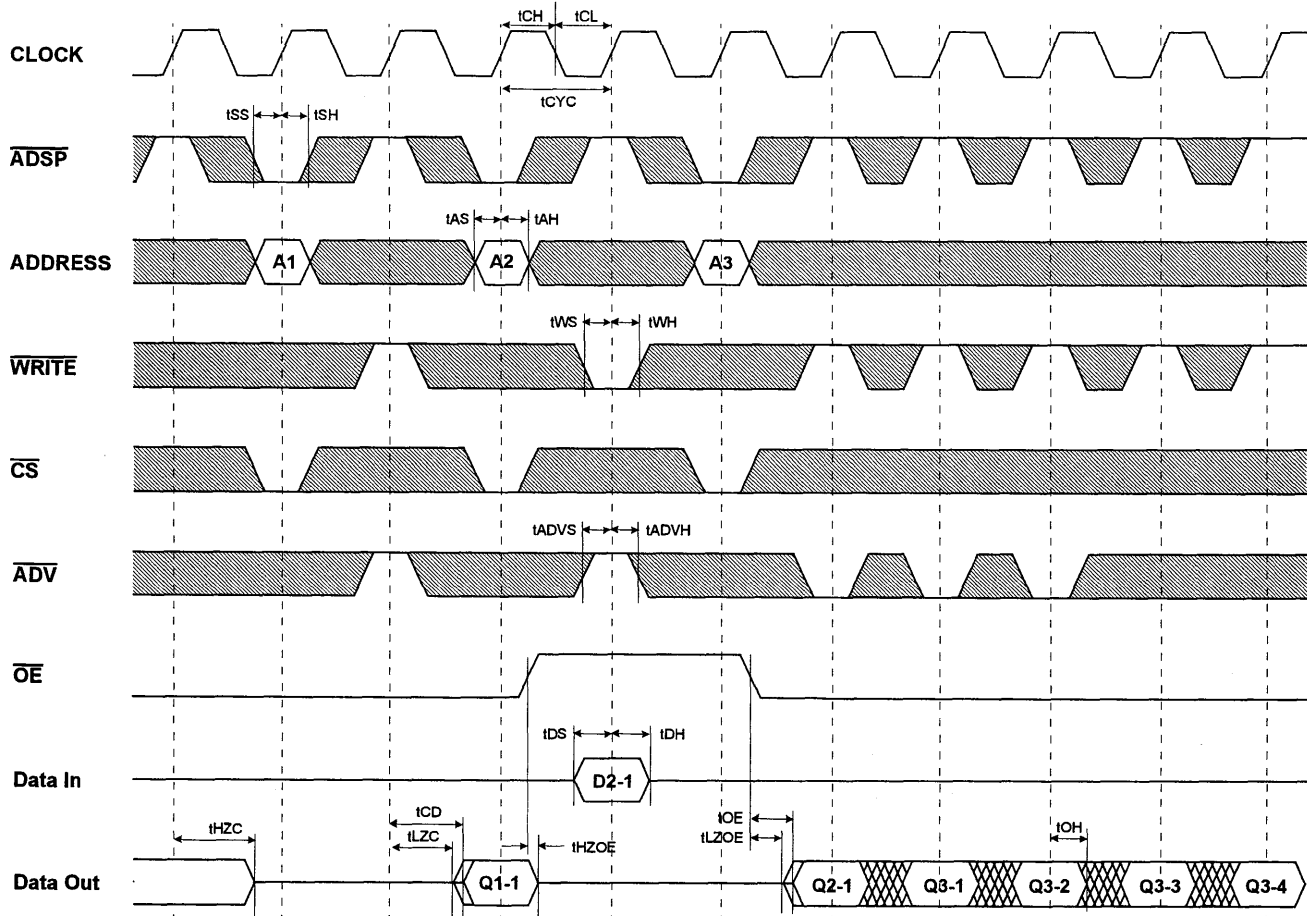 tCH tCL
CLOCK
tCYC
tSS tSH
ADSP
tAS tAH
ADDRESS A1 A2 A3
tWS tWH
WRITE
CS
tADVS tADVH
ADV
OE
tDS tDH
Data In D2-1
tCD tOE
tHZC tLZC tHZOE tLZOE tOH
Data Out Q1-1 Q2-1 Q3-1 Q3-2 Q3-3 Q3-4